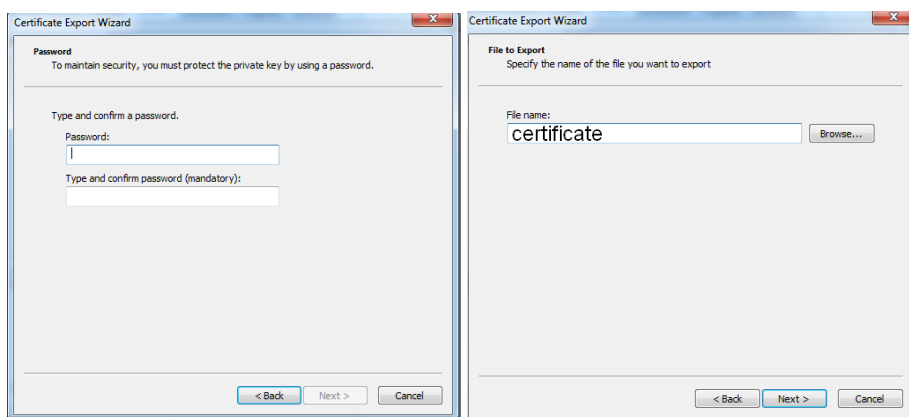 Certificate Export Wizard
Password
To maintain security, you must protect the private key by using a password.
Type and confirm a password.
Password:
Type and confirm password (mandatory):
< Back
Next >
Cancel
Certificate Export Wizard
File to Export
Specify the name of the file you want to export
File name:
certificate
Browse...
< Back
Next >
Cancel